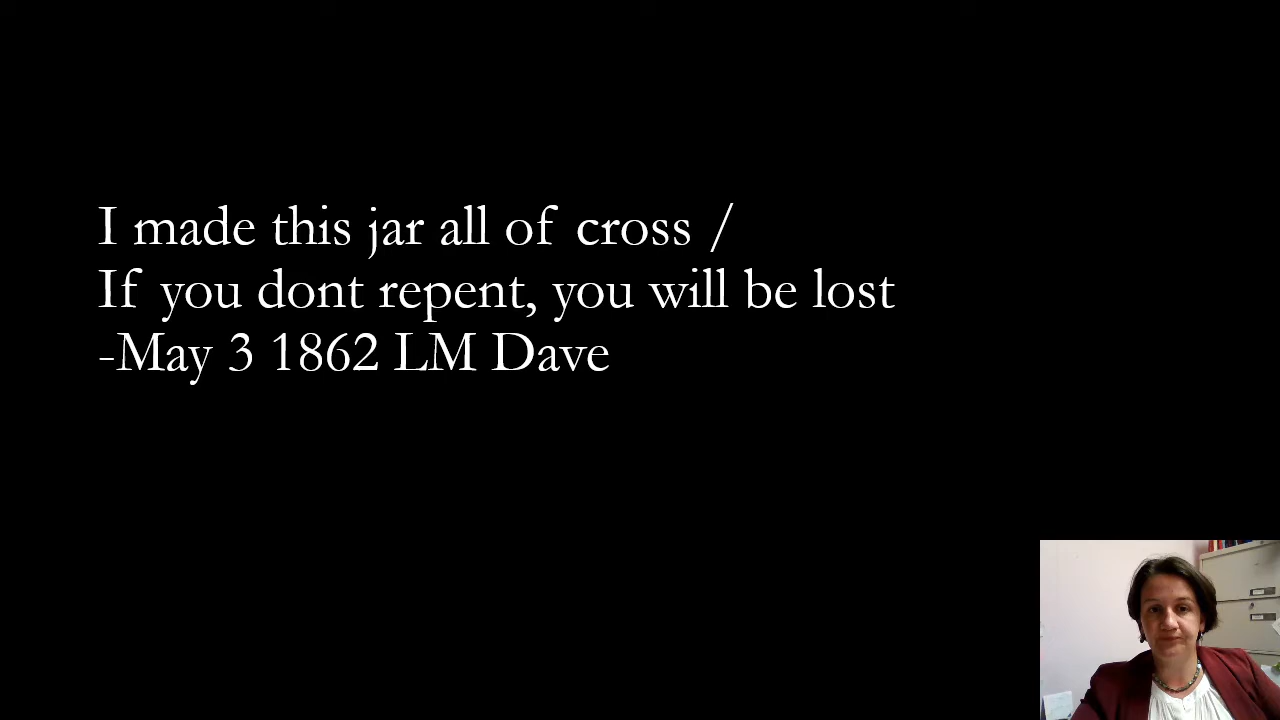 I made this jar all of cross /
If you dont repent, you will be lost
-May 3 1862 LM Dave